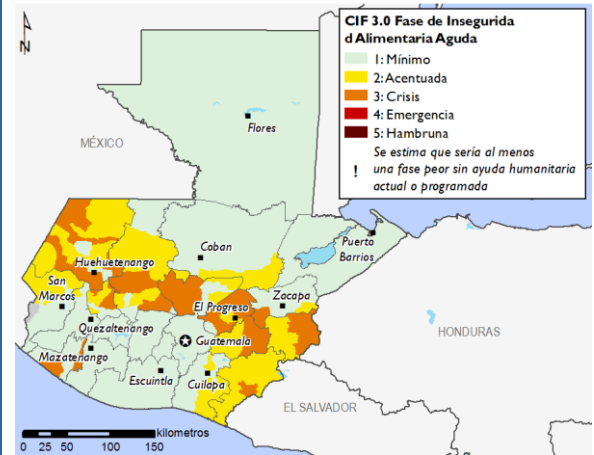 N
CIF 3.0 Fase de Insegurida
d Alimentaria Aguda
1: Mínimo
2: Acentuada
3: Crisis
4: Emergencia
5: Hambruna
Se estima que sería al menos
! una fase peor sin ayuda humanitaria
actual o programada
Flores
MÉXICO
Puerto
Barrios
Coban
Huehuetenango
San
Marcos
Zacapa
El Progreso
Quezaltenango
Guatemala
HONDURAS
Mazatenango
Escuintla
Cuilapa
EL SALVADOR
kilometros
0 25 50 100 150